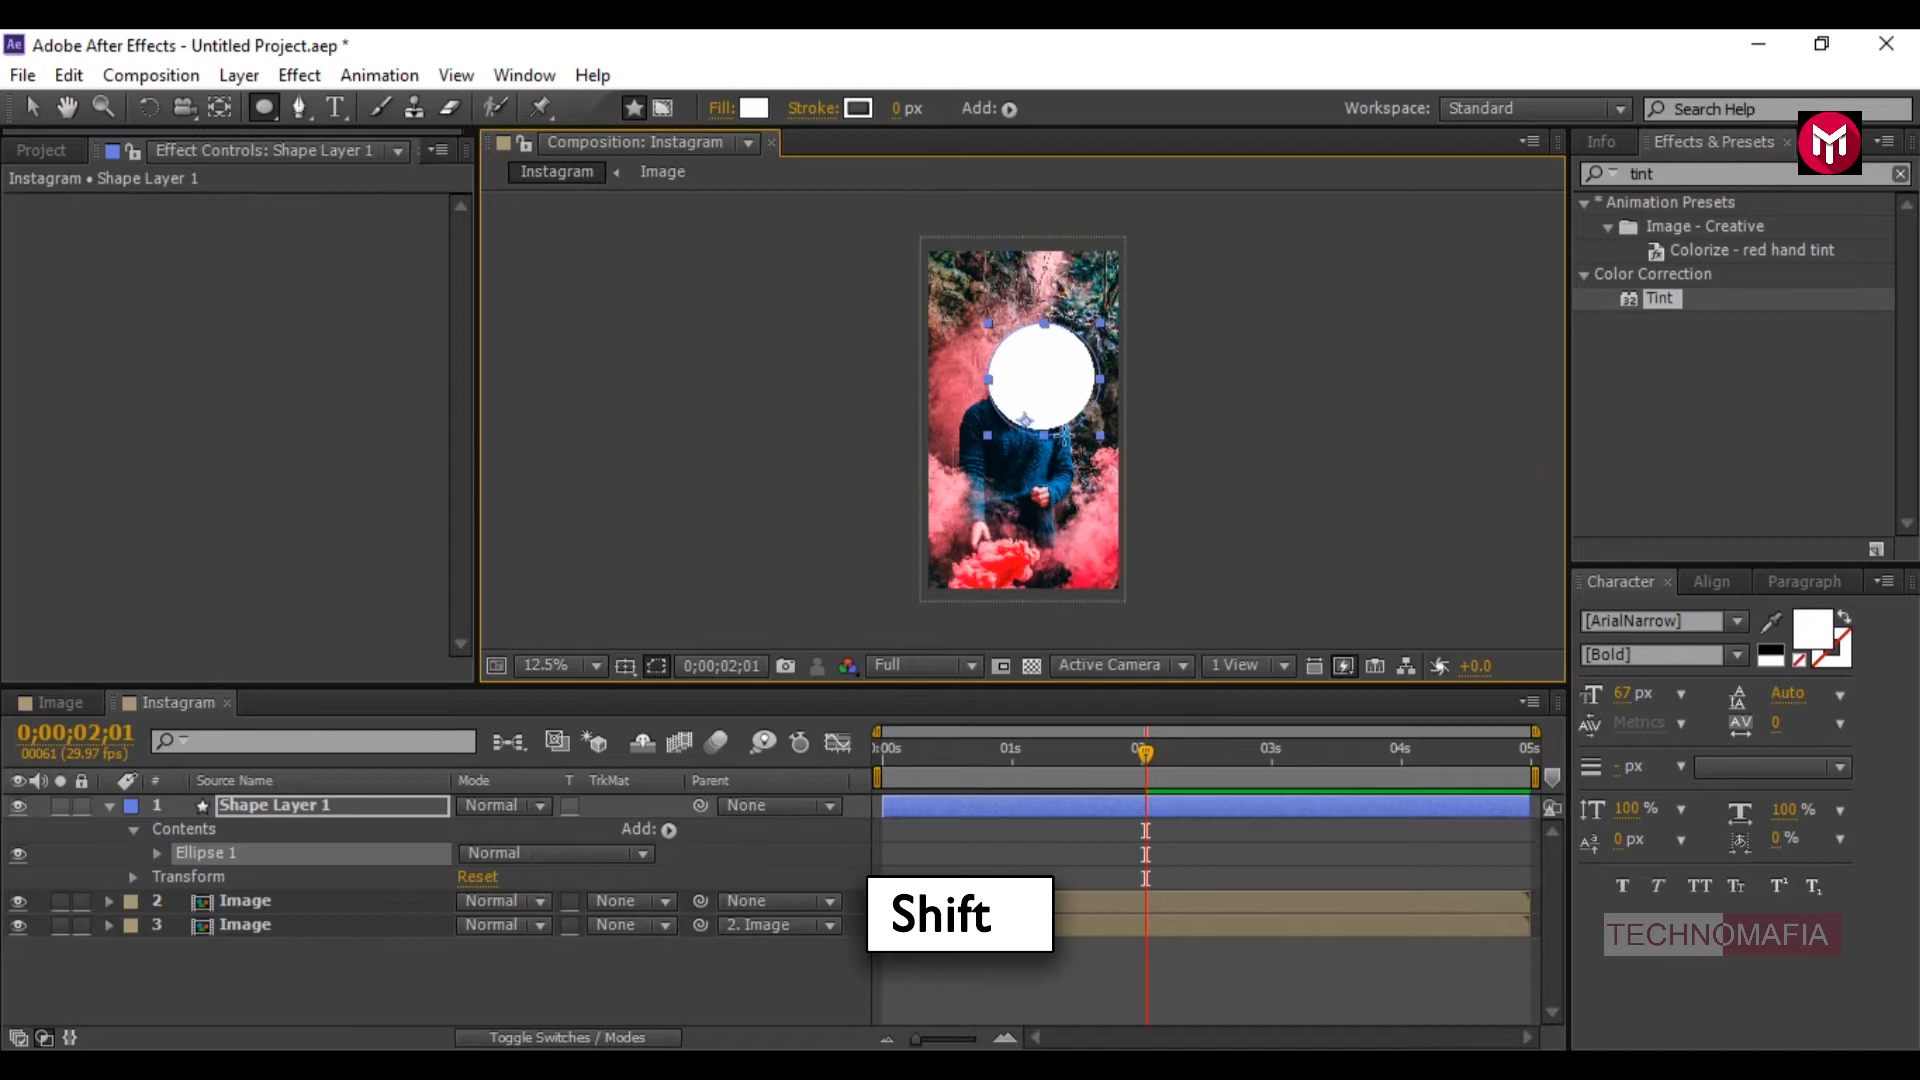 Ae Adobe After Effects - Untitled Project.aep *
File Edit Composition Layer Effect Animation View Window Help
Fill: Stroke: 0 px Add: Workspace: Standard Search Help
Project Effect Controls: Shape Layer 1
Instagram • Shape Layer 1
Composition: Instagram
Instagram Image
Info Effects & Presets
tint
* Animation Presets
Image - Creative
Colorize - red hand tint
Color Correction
32 Tint
12.5% 0;00;02;01 Full Active Camera 1 View +0.0
Character Align Paragraph
[ArialNarrow]
[Bold]
67 px Auto
Metrics 0
- px
100 % 100 %
0 px 0 %
T T TT Tт T¹ T₁
TECHNOMAFIA
Image Instagram
0;00;02;01
00061 (29.97 fps)
# Source Name Mode T TrkMat Parent
):00s 01s 03s 04s 05s
1 Shape Layer 1 Normal None
Contents Add:
Ellipse 1 Normal
Transform Reset
2 Image Normal None None
3 Image Normal None 2. Image
Shift
Toggle Switches / Modes